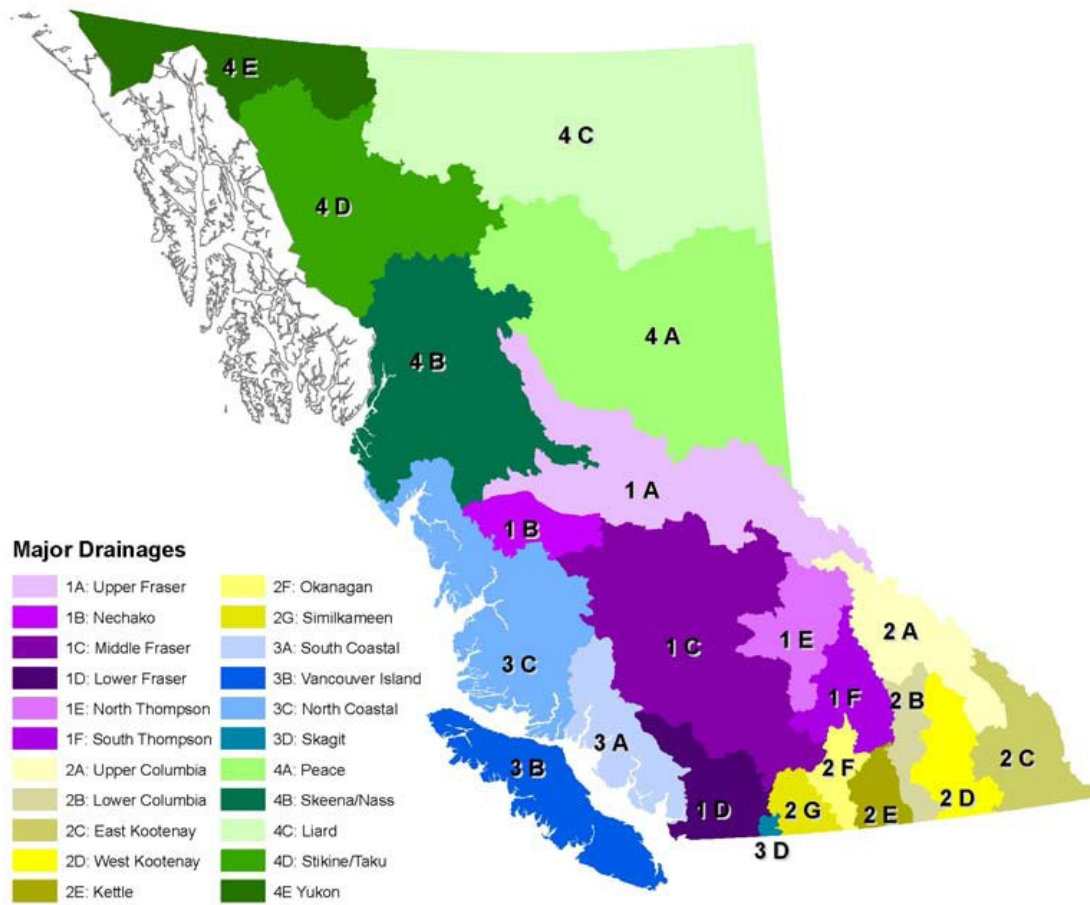 4 E
4 C
4 D
4 A
4 B
1 A
1 B
Major Drainages
1A: Upper Fraser
1B: Nechako
1C: Middle Fraser
1D: Lower Fraser
1E: North Thompson
1F: South Thompson
2A: Upper Columbia
2B: Lower Columbia
2C: East Kootenay
2D: West Kootenay
2E: Kettle
2F: Okanagan
2G: Similkameen
3A: South Coastal
3B: Vancouver Island
3C: North Coastal
3D: Skagit
4A: Peace
4B: Skeena/Nass
4C: Liard
4D: Stikine/Taku
4E Yukon
1 C
1 E
2 A
3 C
1 F
2 B
3 A
2 C
3 B
2 F
2 D
1 D
2 G
2 E
3 D